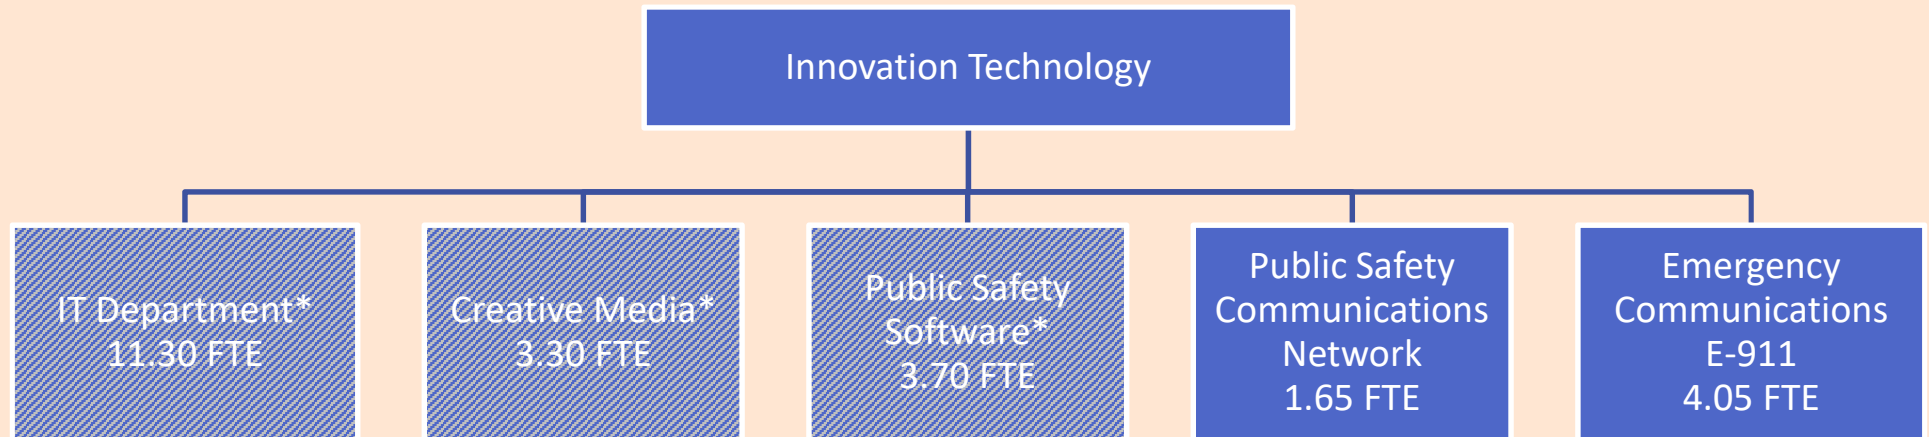 Innovation Technology
IT Department*
11.30 FTE
Creative Media*
3.30 FTE
Public Safety
Software*
3.70 FTE
Public Safety
Communications
Network
1.65 FTE
Emergency
Communications
E-911
4.05 FTE